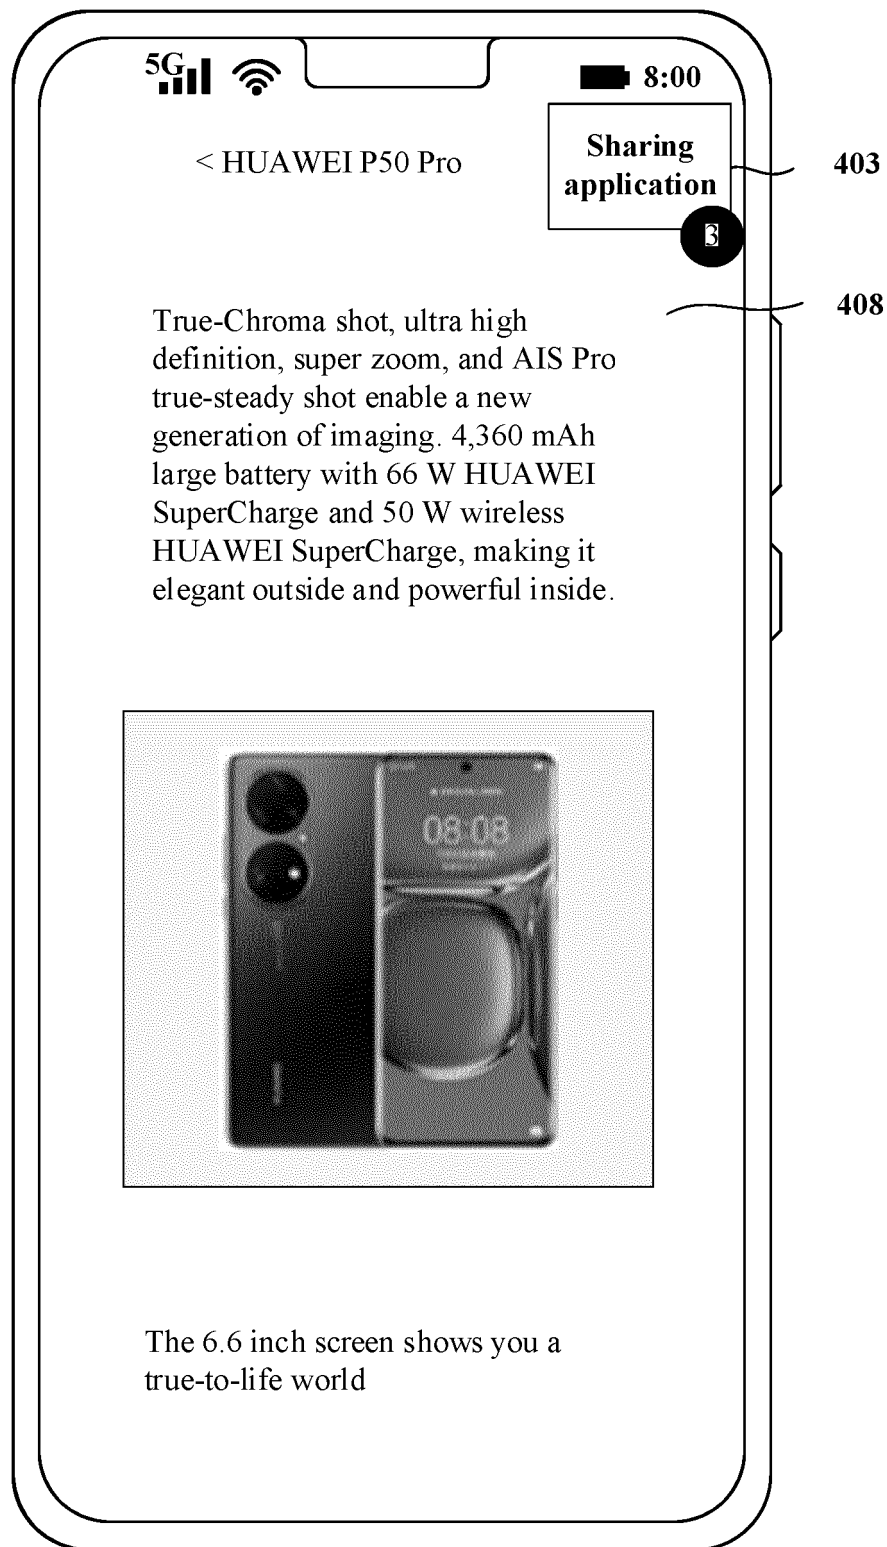 5G
8:00
< HUAWEI P50 Pro
Sharing
application
403
3
408
True-Chroma shot, ultra high
definition, super zoom, and AIS Pro
true-steady shot enable a new
generation of imaging. 4,360 mAh
large battery with 66 W HUAWEI
SuperCharge and 50 W wireless
HUAWEI SuperCharge, making it
elegant outside and powerful inside.
08:08
The 6.6 inch screen shows you a
true-to-life world